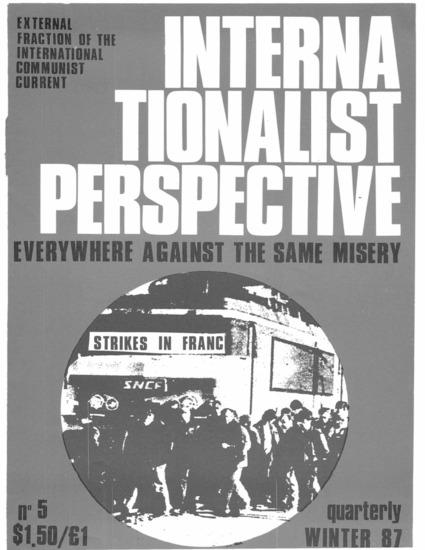 EXTERNAL
FRACTION OF THE
INTERNATIONAL
COMMUNIST
CURRENT
INTERNA
TIONALIST
PERSPECTIVE
EVERYWHERE AGAINST THE SAME MISERY
STRIKES IN FRANC
SNCF
n° 5
$1,50/£1
quarterly
WINTER 87